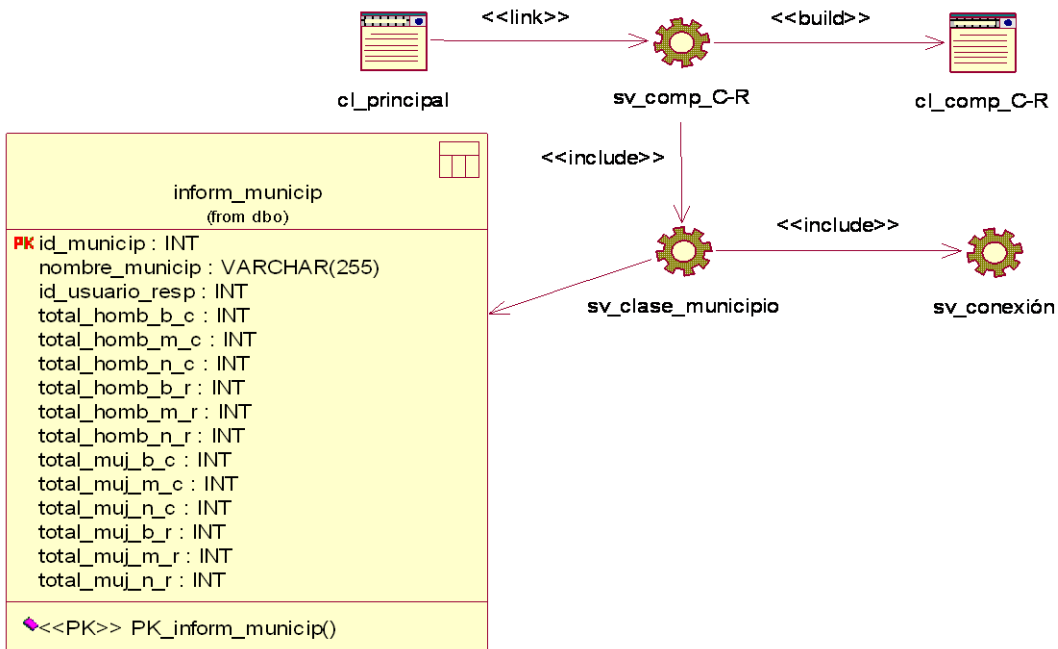 <<link>>
<<build>>
cl_principal
sv_comp_C-R
cl_comp_C-R
<<include>>
inform_municip
(from dbo)
PK id_municip : INT
nombre_municip : VARCHAR(255)
id_usuario_resp : INT
total_homb_b_c : INT
total_homb_m_c : INT
total_homb_n_c : INT
total_homb_b_r : INT
total_homb_m_r : INT
total_homb_n_r : INT
total_muj_b_c : INT
total_muj_m_c : INT
total_muj_n_c : INT
total_muj_b_r : INT
total_muj_m_r : INT
total_muj_n_r : INT
<<PK>> PK_inform_municip()
<<include>>
sv_clase_municipio
sv_conexión